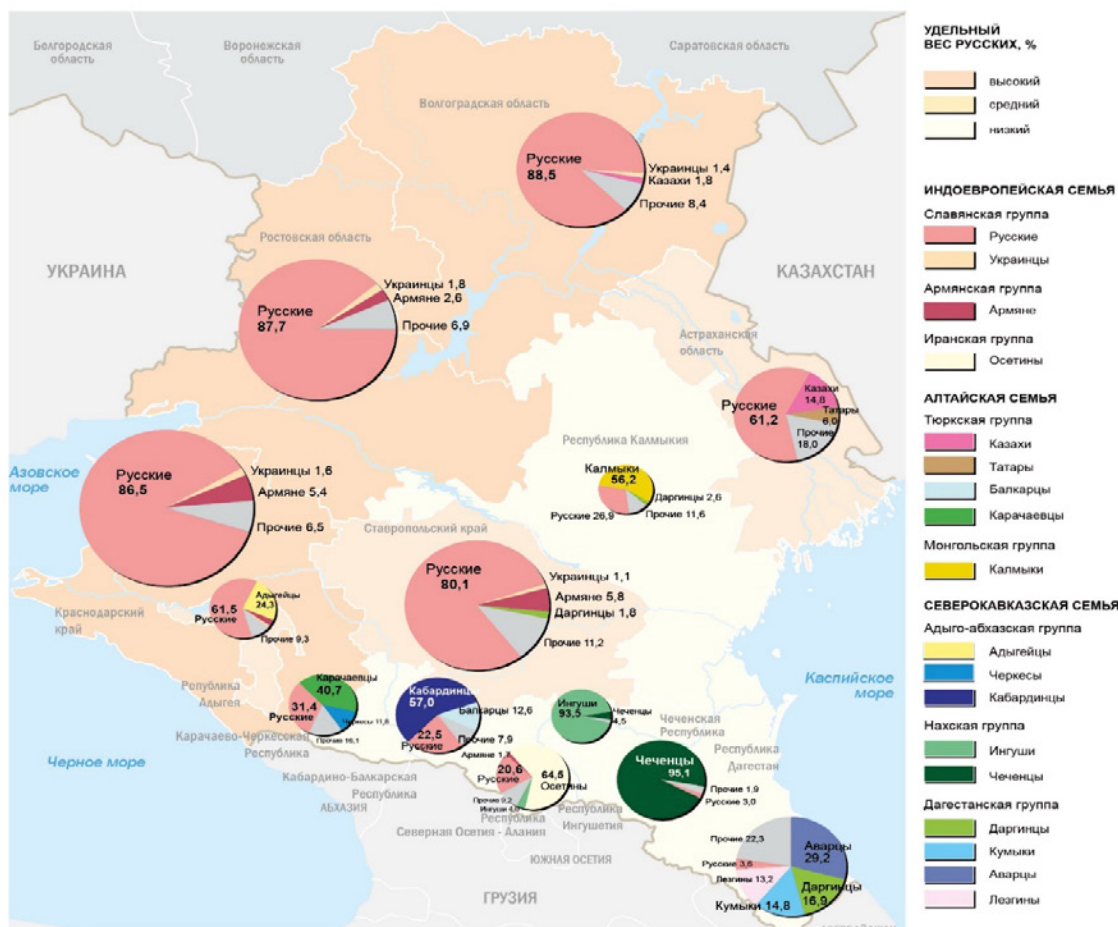 Белгородская
область
Воронежская
область
Саратовская область
Волгоградская область
Русские
88,5
Украинцы 1,4
Казахи 1,8
Прочие 8,4
Ростовская область
УКРАИНА
КАЗАХСТАН
Русские
87,7
Украинцы 1,8
Армяне 2,6
Прочие 6,9
Астраханская
область
Русские
61,2
Казахи
14,8
Татары
6,0
Прочие
18,0
Республика Калмыкия
Калмыки
56,2
Даргинцы 2,6
Русские 26,9
Прочие 11,6
Азовское
море
Русские
86,5
Украинцы 1,6
Армяне 5,4
Прочие 6,5
Ставропольский край
Русские
80,1
Украинцы 1,1
Армяне 5,8
Даргинцы 1,8
Прочие 11,2
Краснодарский
край
61,5
Русские
Адыгейцы
24,3
Прочие 9,3
Республика
Адыгея
Карачаевцы
40,7
31,4
Русские
Черкесы 11,8
Прочие 16,1
Карачаево-Черкесская
Республика
Кабардинцы
57,0
Балкарцы 12,6
22,5
Русские
Прочие 7,9
Кабардино-Балкарская
Республика
Ингуши
93,5
Чеченцы
4,5
Чеченская
Республика
Республика
Дагестан
Каспийское
море
Черное море
АБХАЗИЯ
Армяне 1,7
20,6
Русские
64,5
Осетины
Прочие 9,2
Ингуши 4,0
Республика
Северная Осетия - Алания
Республика
Ингушетия
Чеченцы
95,1
Прочие 1,9
Русские 3,0
ЮЖНАЯ ОСЕТИЯ
ГРУЗИЯ
Прочие 22,3
Русские 3,6
Лезгины 13,2
Кумыки 14,8
Аварцы
29,2
Даргинцы
16,9
УДЕЛЬНЫЙ
ВЕС РУССКИХ, %
высокий
средний
низкий
ИНДОЕВРОПЕЙСКАЯ СЕМЬЯ
Славянская группа
Русские
Украинцы
Армянская группа
Армяне
Иранская группа
Осетины
АЛТАЙСКАЯ СЕМЬЯ
Тюркская группа
Казахи
Татары
Балкарцы
Карачаевцы
Монгольская группа
Калмыки
СЕВЕРОКАВКАЗСКАЯ СЕМЬЯ
Адыго-абхазская группа
Адыгейцы
Черкесы
Кабардинцы
Нахская группа
Ингуши
Чеченцы
Дагестанская группа
Даргинцы
Кумыки
Аварцы
Лезгины